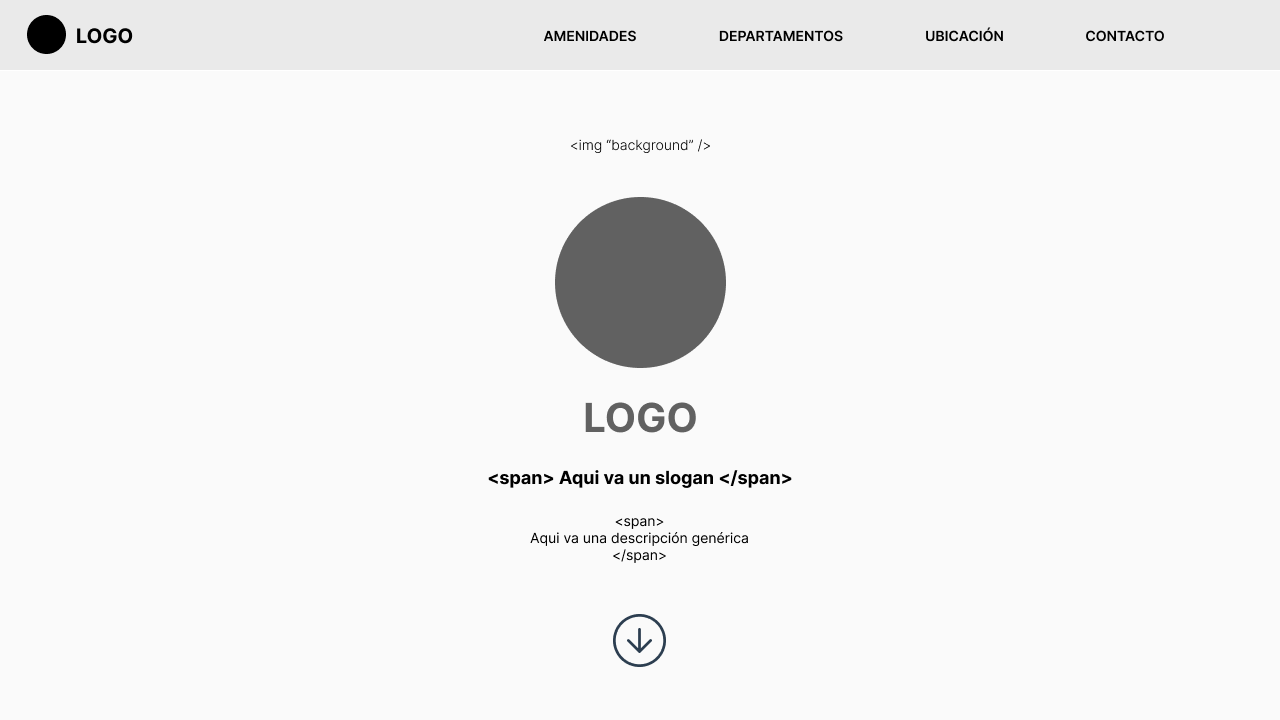 LOGO
AMENIDADES
DEPARTAMENTOS
UBICACIÓN
CONTACTO
<img “background” />
LOGO
<span> Aqui va un slogan </span>
<span>
Aqui va una descripción genérica
</span>